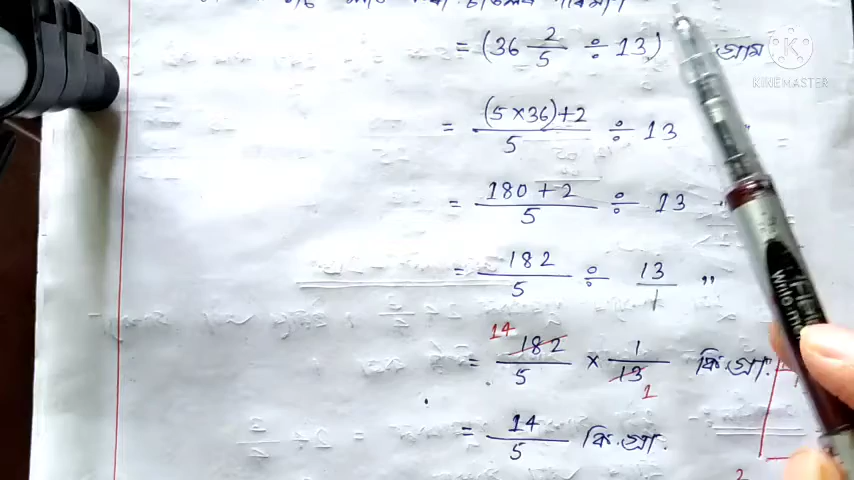 = (36 2/5 ÷ 13) গ্রাম
= (5×36)+2/5 ÷ 13 "
= 180+2/5 ÷ 13 "
= 182/5 ÷ 13/1 "
= 14 182/5 × 1/13 1 কি.গ্রা.
= 14/5 কি.গ্রা.
KINEMASTER